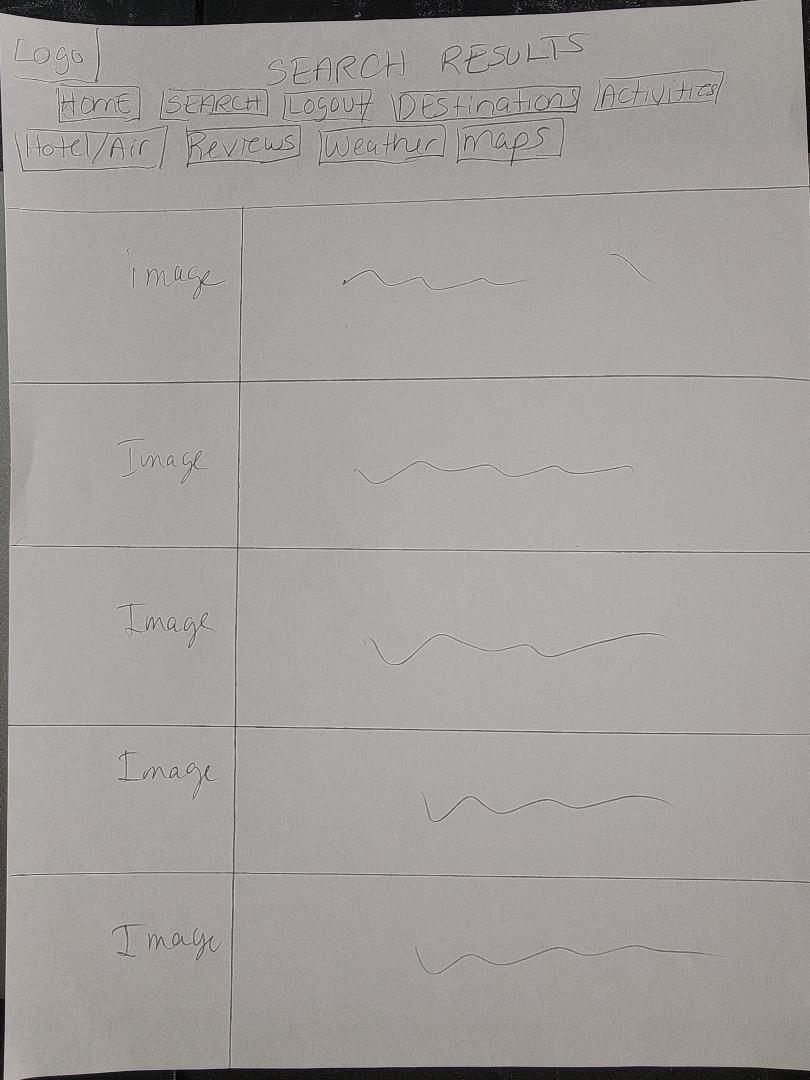 Logo
SEARCH RESULTS
HOME SEARCH Logout DEstinations Activities
Hotel/Air Reviews Weather maps
image
Image
Image
Image
Image